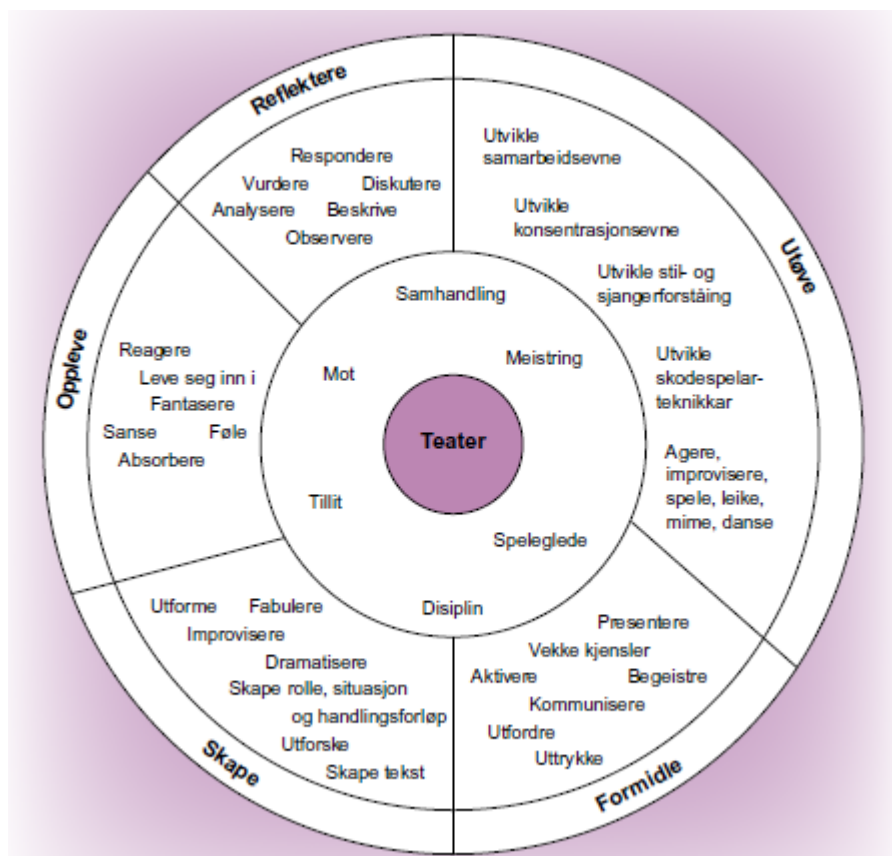 Reflektere
Respondere
Vurdere Diskutere
Analysere Beskrive
Observere
Utøve
Utvikle
samarbeidsevne
Utvikle
konsentrasjonsevne
Utvikle stil- og
sjangerforståing
Utvikle
skodespelar-
teknikkar
Agere,
improvisere,
spele, leike,
mime, danse
Oppleve
Reagere
Leve seg inn i
Fantasere
Sanse Føle
Absorbere
Samhandling
Mot
Meistring
Teater
Tillit
Speleglede
Disiplin
Skape
Utforme Fabulere
Improvisere
Dramatisere
Skape rolle, situasjon
og handlingsforløp
Utforske
Skape tekst
Formidle
Presentere
Vekke kjensler
Aktivere Begeistre
Kommunisere
Utfordre
Uttrykke